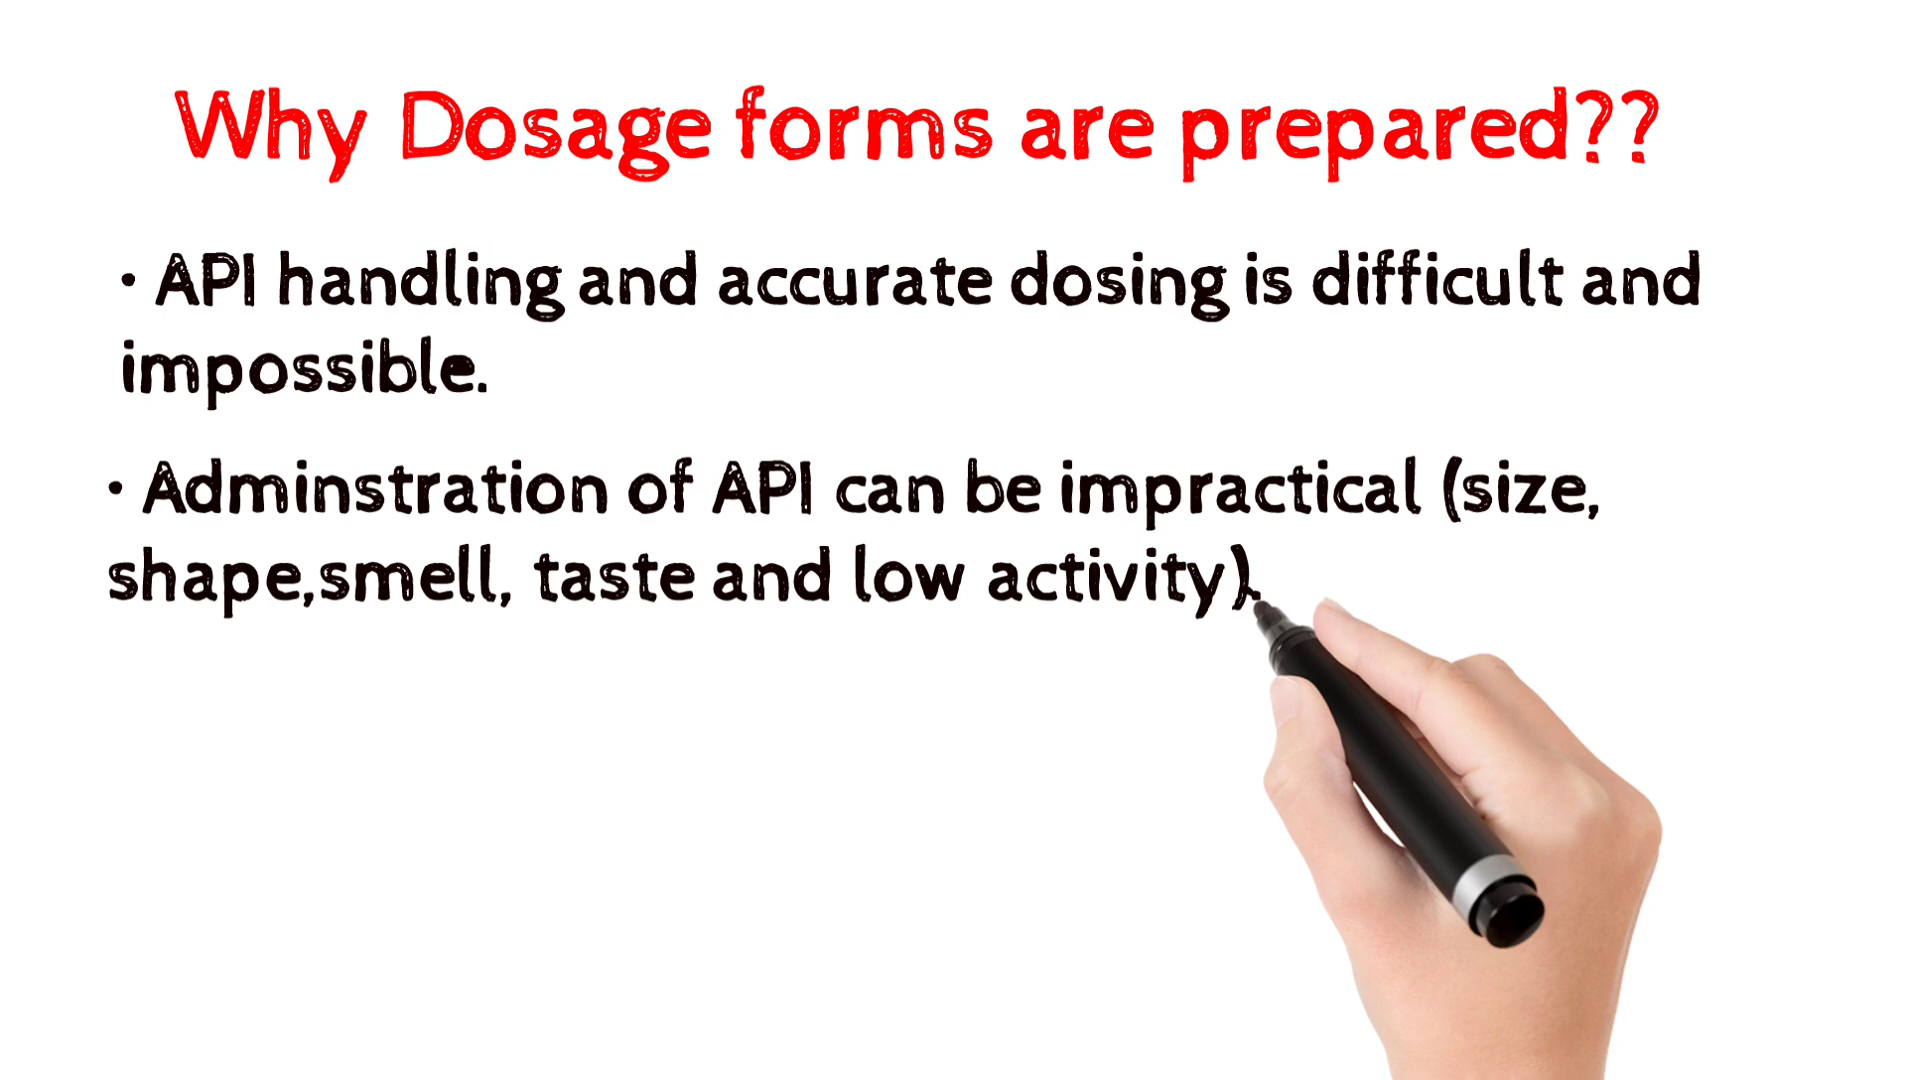 Why Dosage forms are prepared??
• API handling and accurate dosing is difficult and
impossible.
• Adminstration of API can be impractical (size,
shape,smell, taste and low activity).